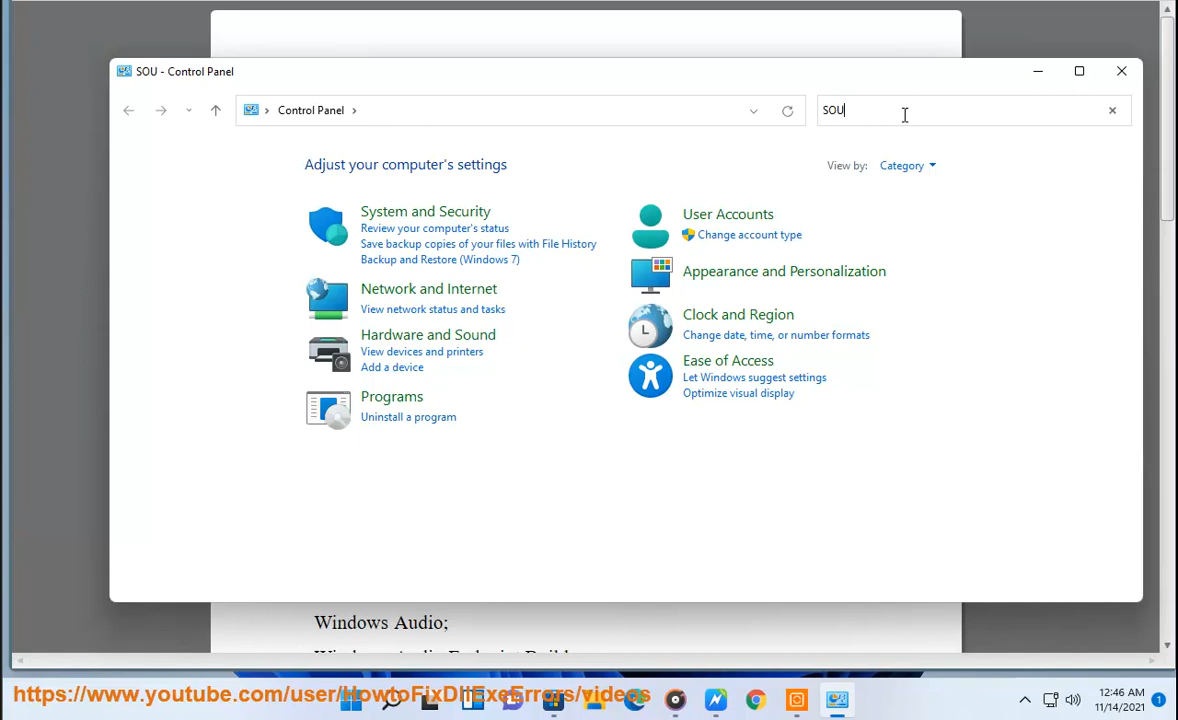 SOU - Control Panel
Control Panel
SOU
Adjust your computer's settings
View by: Category
System and Security
Review your computer's status
Save backup copies of your files with File History
Backup and Restore (Windows 7)
Network and Internet
View network status and tasks
Hardware and Sound
View devices and printers
Add a device
Programs
Uninstall a program
User Accounts
Change account type
Appearance and Personalization
Clock and Region
Change date, time, or number formats
Ease of Access
Let Windows suggest settings
Optimize visual display
Windows Audio;
https://www.youtube.com/user/HowtoFixDllExeErrors/videos
12:46 AM
11/14/2021
1